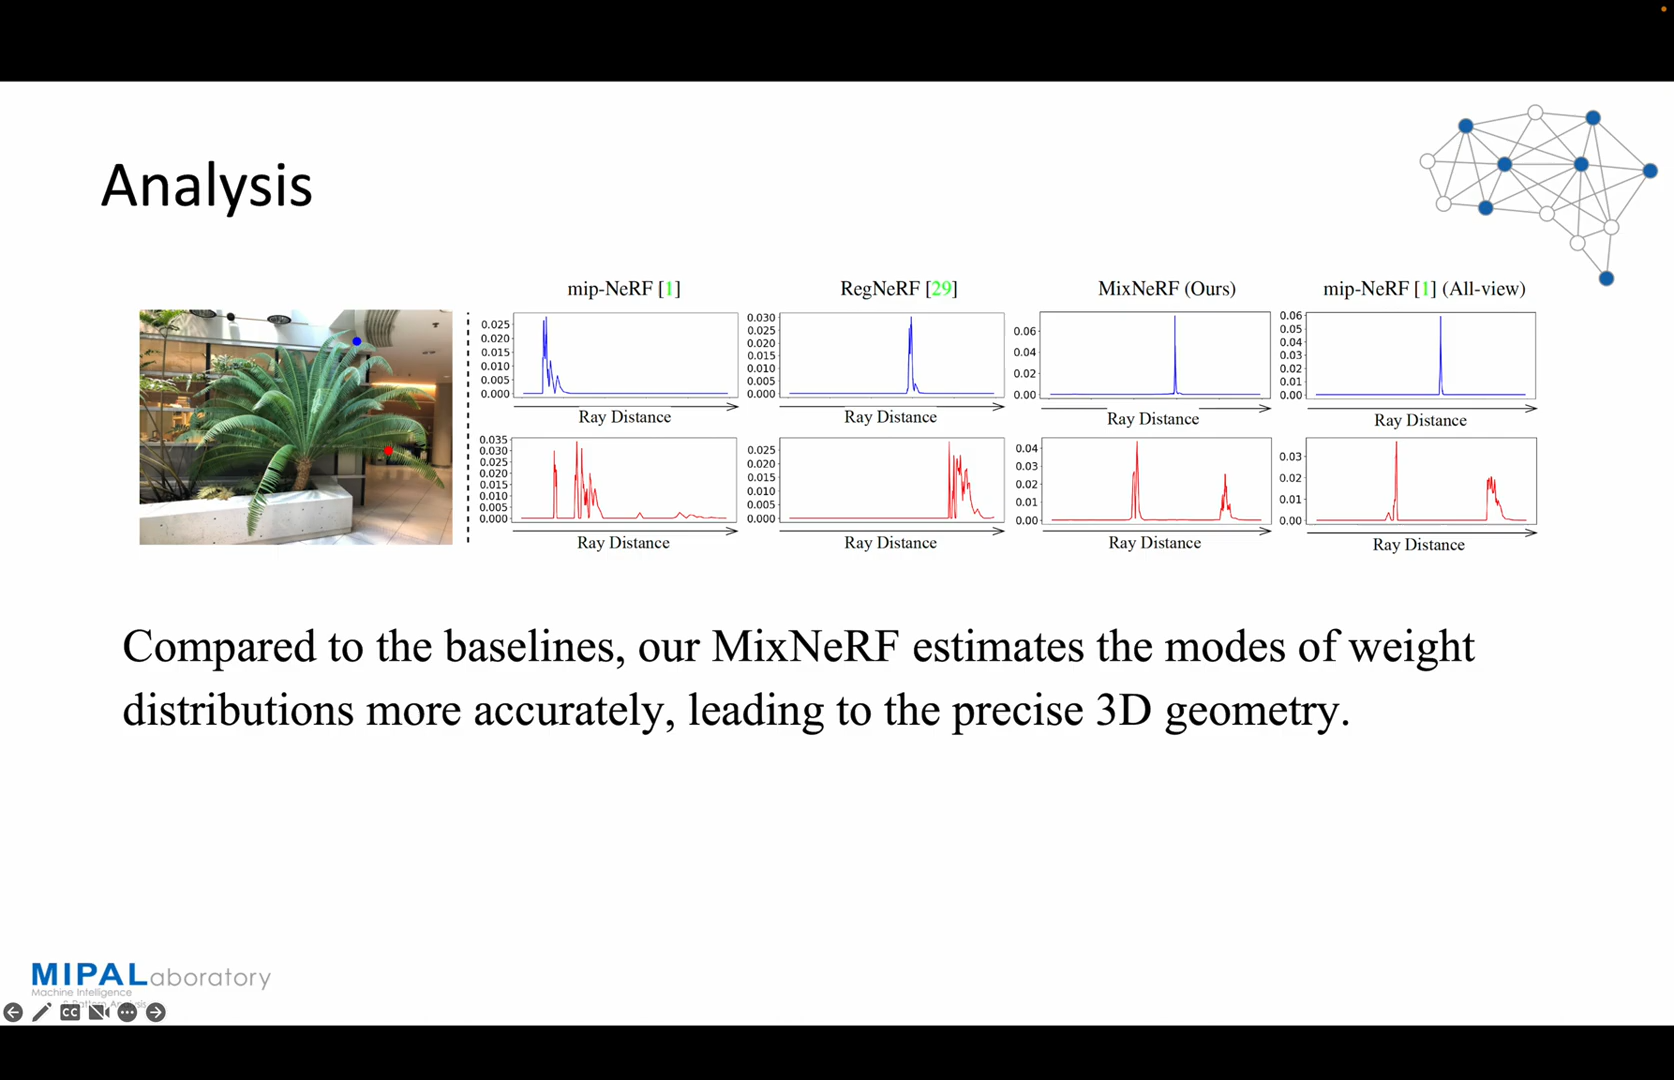 Analysis
mip-NeRF [1]
RegNeRF [29]
MixNeRF (Ours)
mip-NeRF [1] (All-view)
0.025
0.020
0.015
0.010
0.005
0.000
Ray Distance
0.030
0.025
0.020
0.015
0.010
0.005
0.000
Ray Distance
0.06
0.04
0.02
0.00
Ray Distance
0.06
0.05
0.04
0.03
0.02
0.01
0.00
Ray Distance
0.035
0.030
0.025
0.020
0.015
0.010
0.005
0.000
Ray Distance
0.025
0.020
0.015
0.010
0.005
0.000
Ray Distance
0.04
0.03
0.02
0.01
0.00
Ray Distance
0.03
0.02
0.01
0.00
Ray Distance
Compared to the baselines, our MixNeRF estimates the modes of weight
distributions more accurately, leading to the precise 3D geometry.
MIPALaboratory
Machine Intelligence
CC